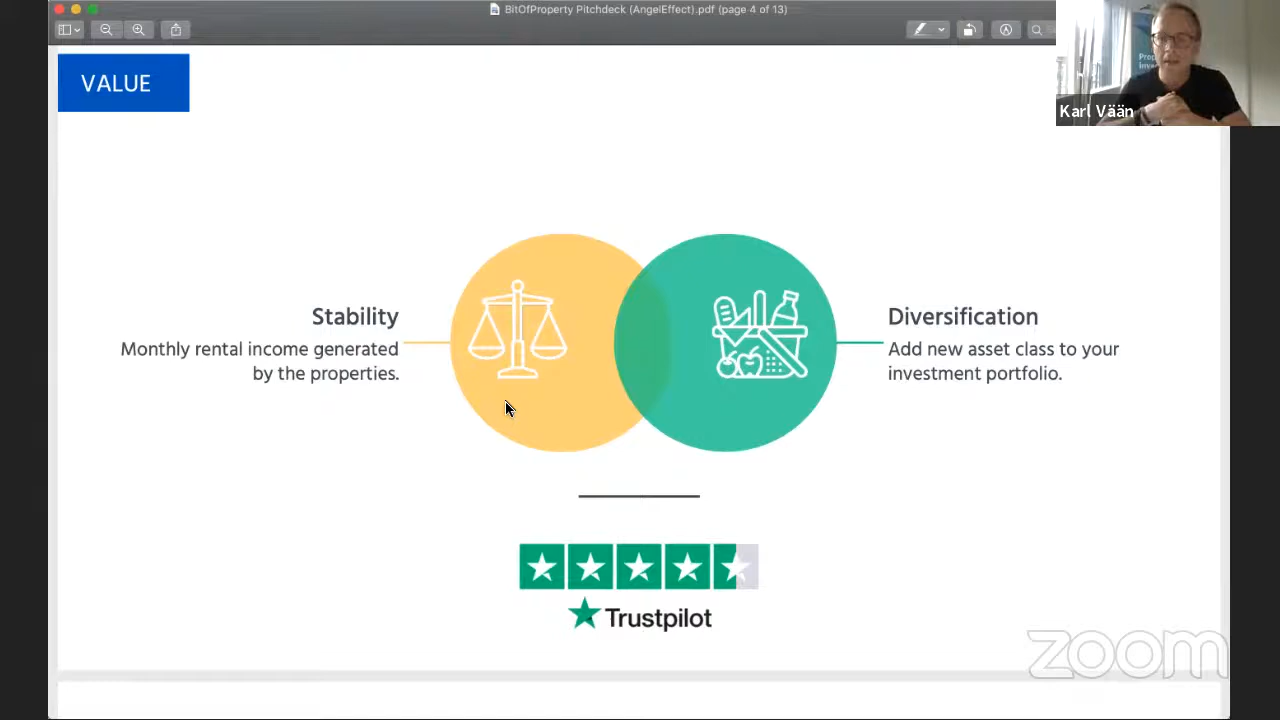 BitOfProperty Pitchdeck (AngelEffect).pdf (page 4 of 13)
Karl Vään
VALUE
Stability
Monthly rental income generated
by the properties.
Diversification
Add new asset class to your
investment portfolio.
Trustpilot
zoom